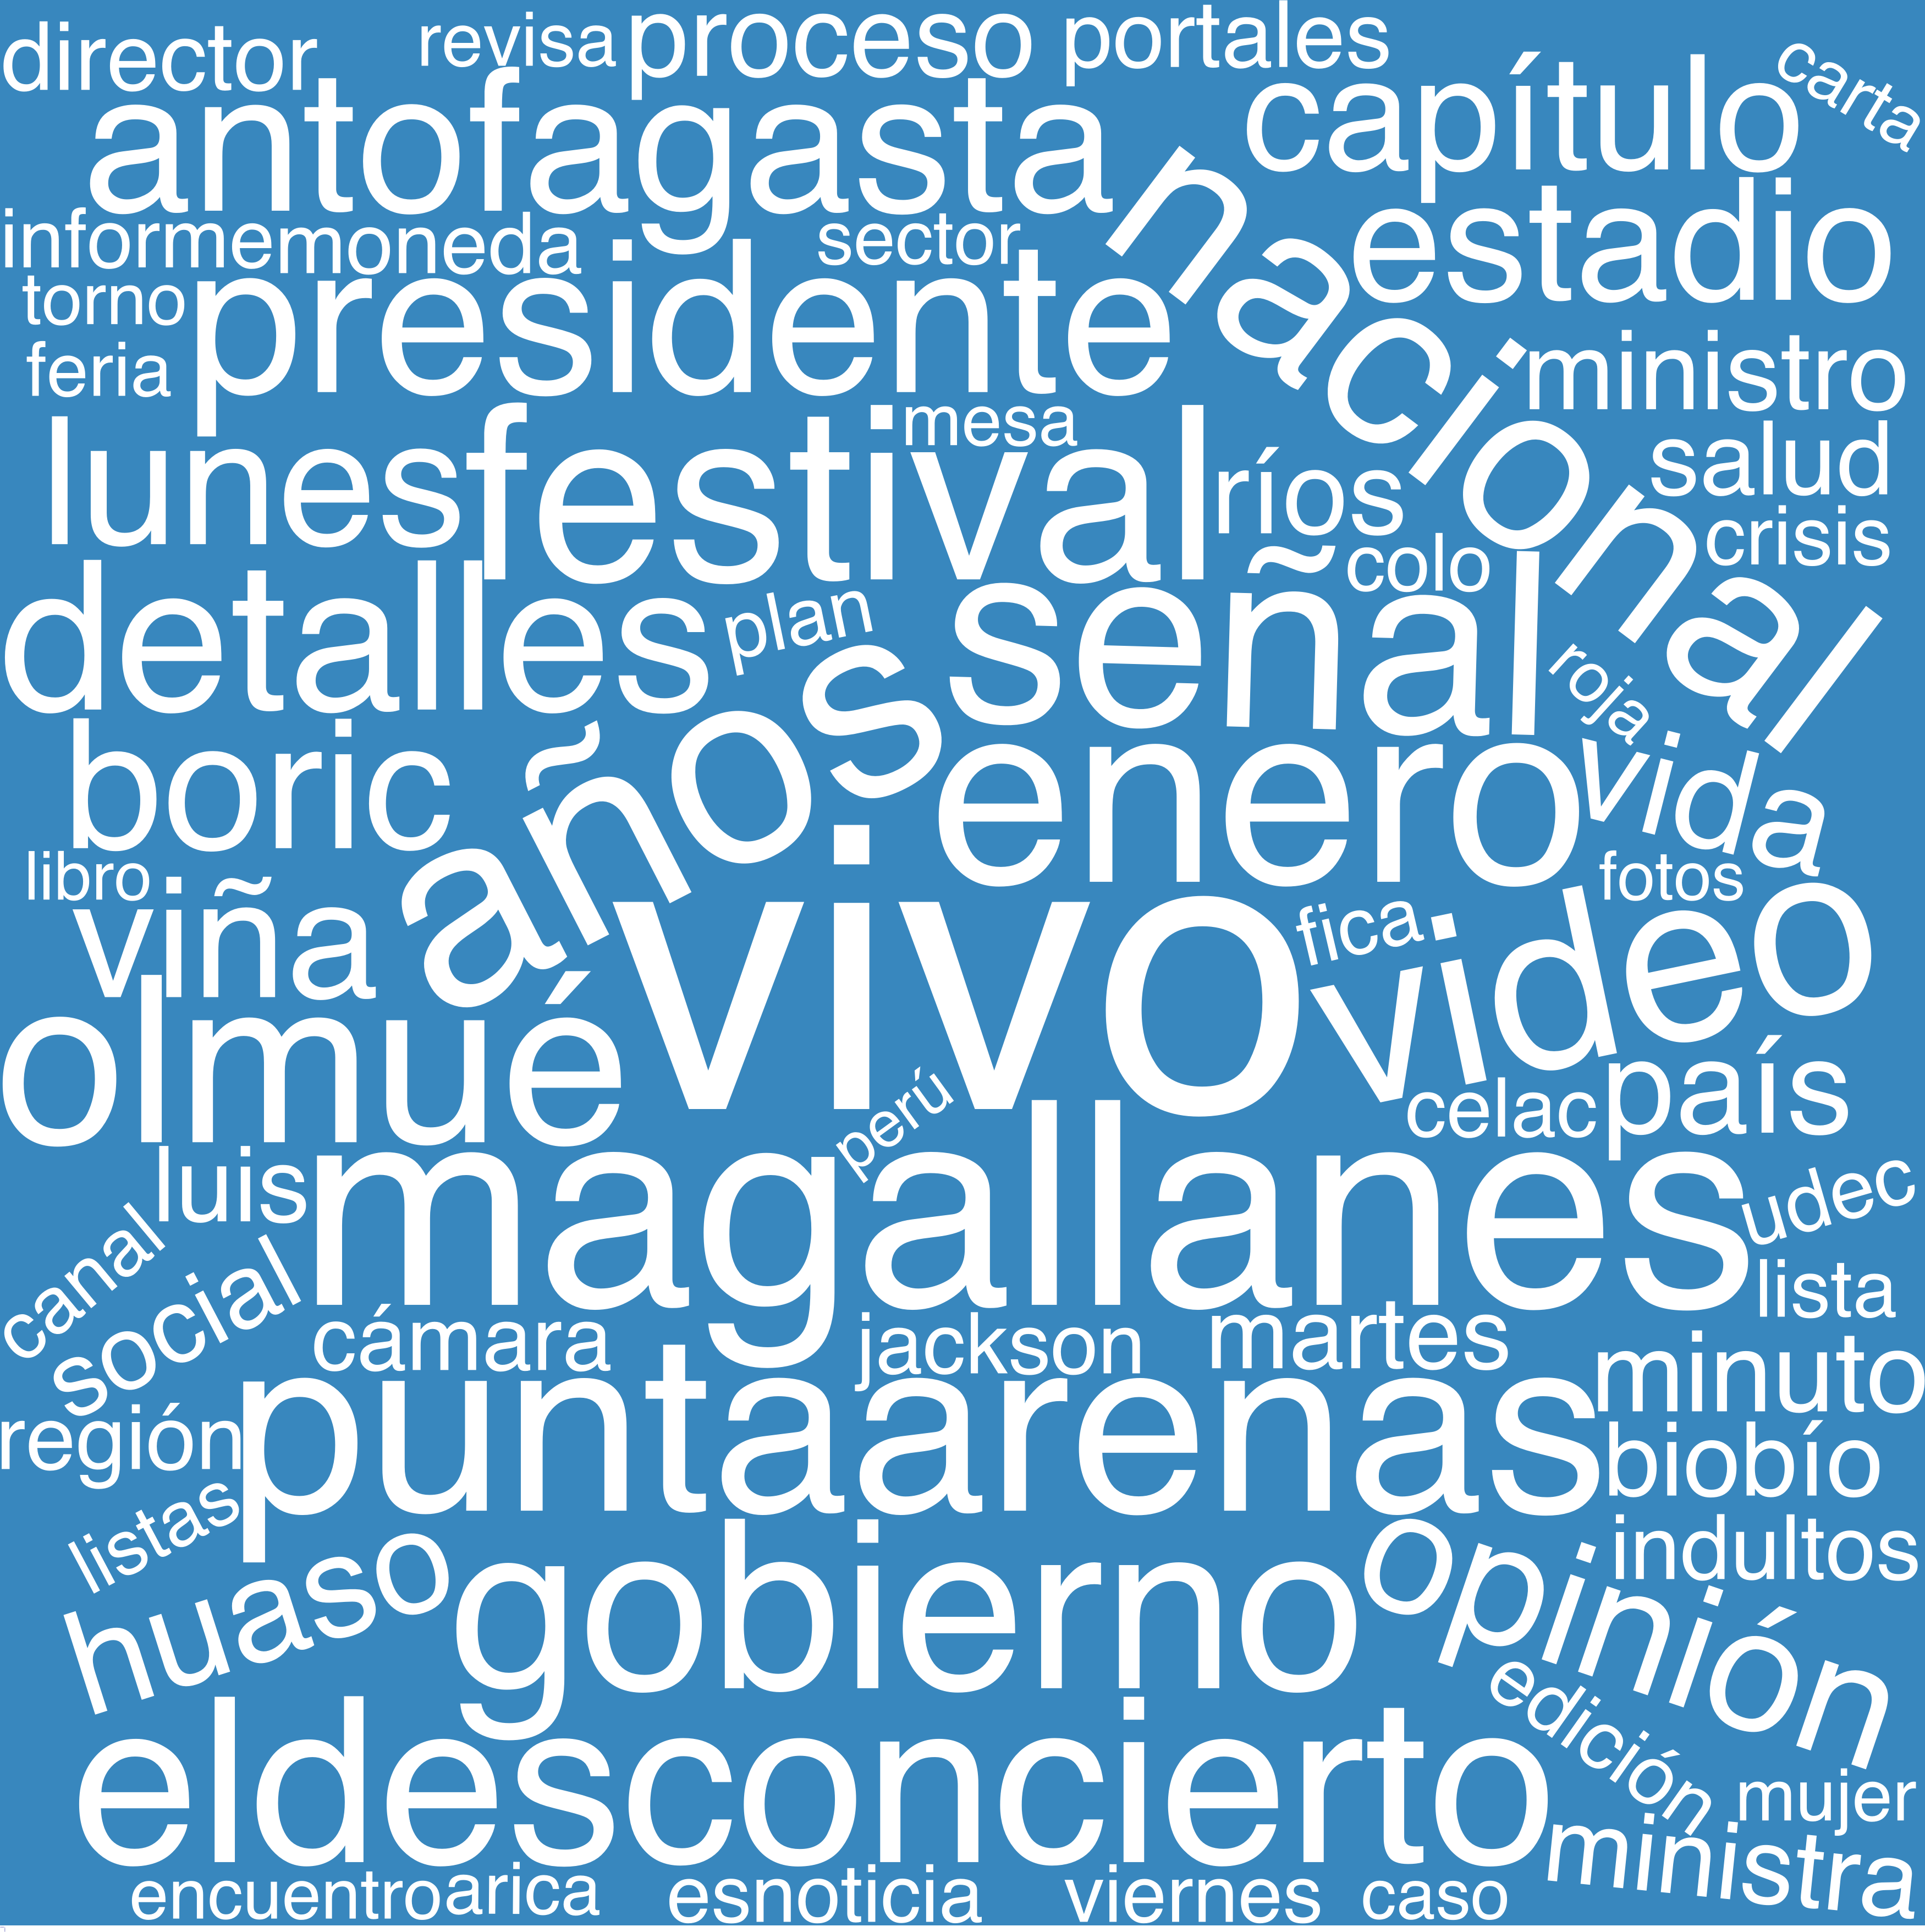 director
revisa
proceso
portales
carta
antofagasta
capítulo
nacional
estadio
informe
moneda
sector
torno
presidente
feria
ministro
mesa
lunes
festival
ríos
salud
crisis
colo
detalles
plan
señal
roja
boric
años
enero
vida
libro
fotos
viña
vivo
fica
video
olmué
perú
celac
país
luis
magallanes
udec
canal
social
lista
cámara
jackson
martes
minuto
región
puntaarenas
biobío
listas
indultos
huaso
gobierno
opinión
edición
eldesconcierto
mujer
ministra
encuentro
arica
esnoticia
viernes
caso